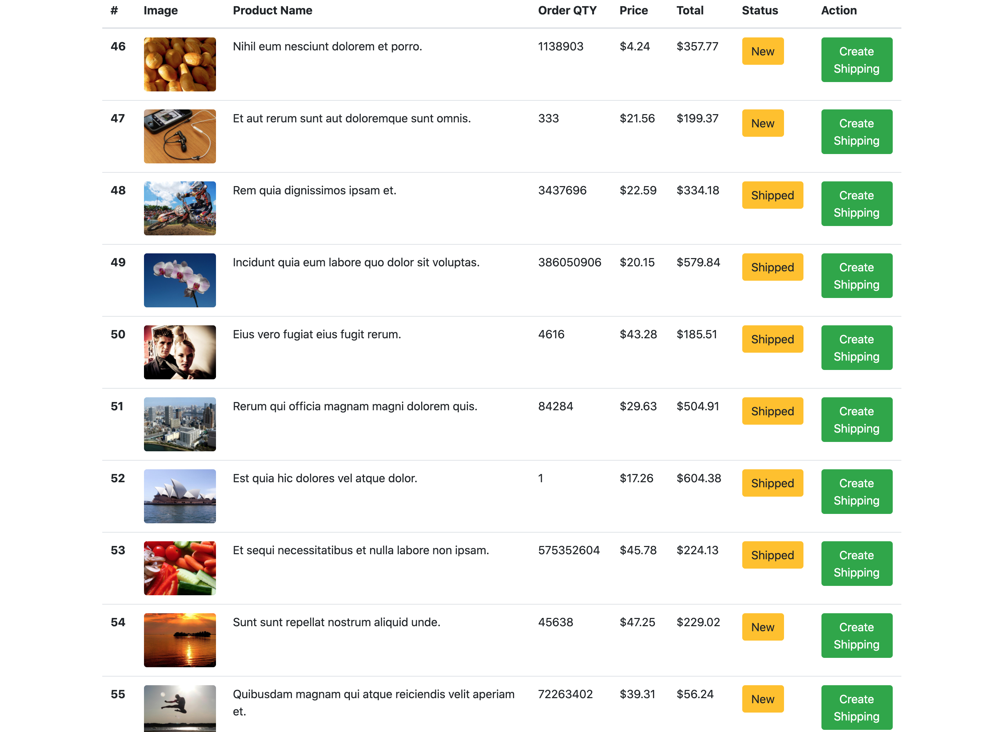 # Image Product Name Order QTY Price Total Status Action
46 Nihil eum nesciunt dolorem et porro. 1138903 $4.24 $357.77 New Create Shipping
47 Et aut rerum sunt aut doloremque sunt omnis. 333 $21.56 $199.37 New Create Shipping
48 Rem quia dignissimos ipsam et. 3437696 $22.59 $334.18 Shipped Create Shipping
49 Incidunt quia eum labore quo dolor sit voluptas. 386050906 $20.15 $579.84 Shipped Create Shipping
50 Eius vero fugiat eius fugit rerum. 4616 $43.28 $185.51 Shipped Create Shipping
51 Rerum qui officia magnam magni dolorem quis. 84284 $29.63 $504.91 Shipped Create Shipping
52 Est quia hic dolores vel atque dolor. 1 $17.26 $604.38 Shipped Create Shipping
53 Et sequi necessitatibus et nulla labore non ipsam. 575352604 $45.78 $224.13 Shipped Create Shipping
54 Sunt sunt repellat nostrum aliquid unde. 45638 $47.25 $229.02 New Create Shipping
55 Quibusdam magnam qui atque reiciendis velit aperiam et. 72263402 $39.31 $56.24 New Create Shipping